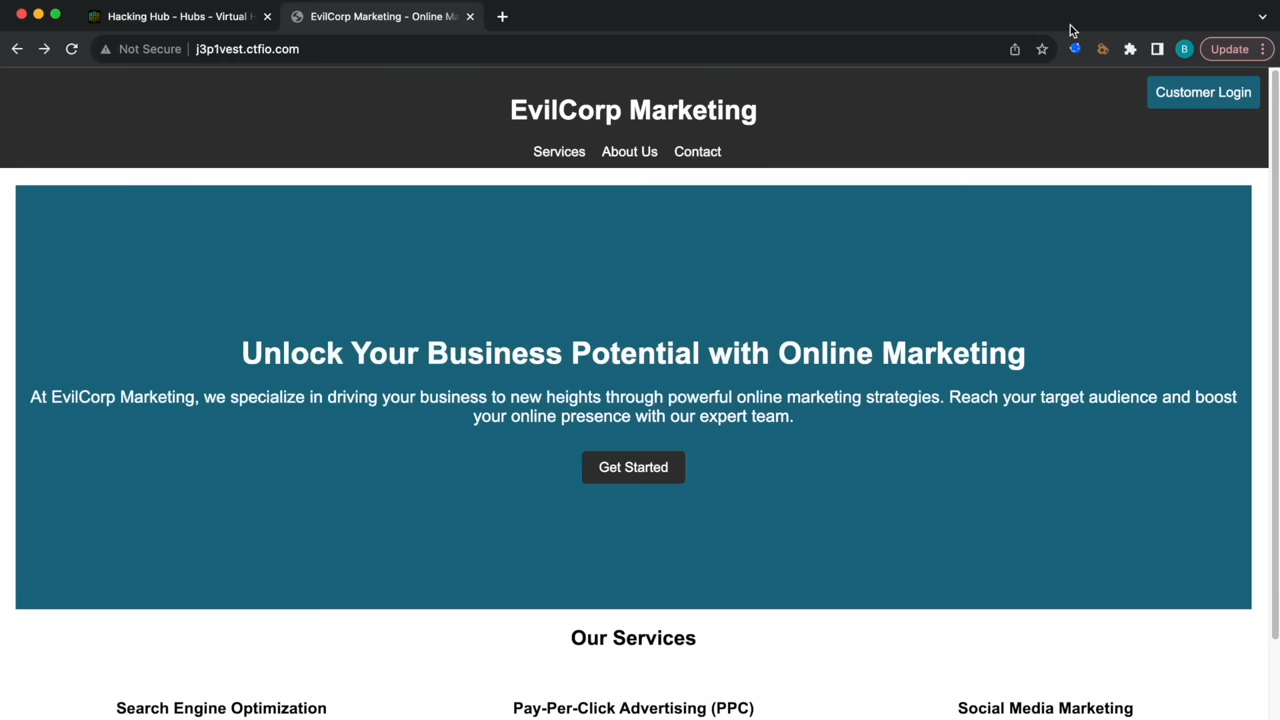 Hacking Hub - Hubs - Virtual H
EvilCorp Marketing - Online Ma
Not Secure
j3p1vest.ctfio.com
B
Update
Customer Login
EvilCorp Marketing
Services
About Us
Contact
Unlock Your Business Potential with Online Marketing
At EvilCorp Marketing, we specialize in driving your business to new heights through powerful online marketing strategies. Reach your target audience and boost
your online presence with our expert team.
Get Started
Our Services
Search Engine Optimization
Pay-Per-Click Advertising (PPC)
Social Media Marketing